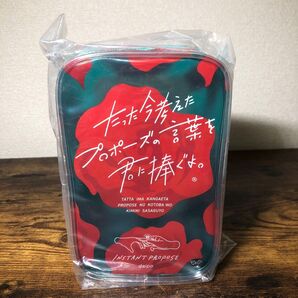 たった今考えた
プロポーズの言葉を
君に捧ぐよ。
®
TATTA IMA KANGAETA
PROPOSE NO KOTOBA WO
KIMINI SASAGUYO
INSTANT PROPOSE